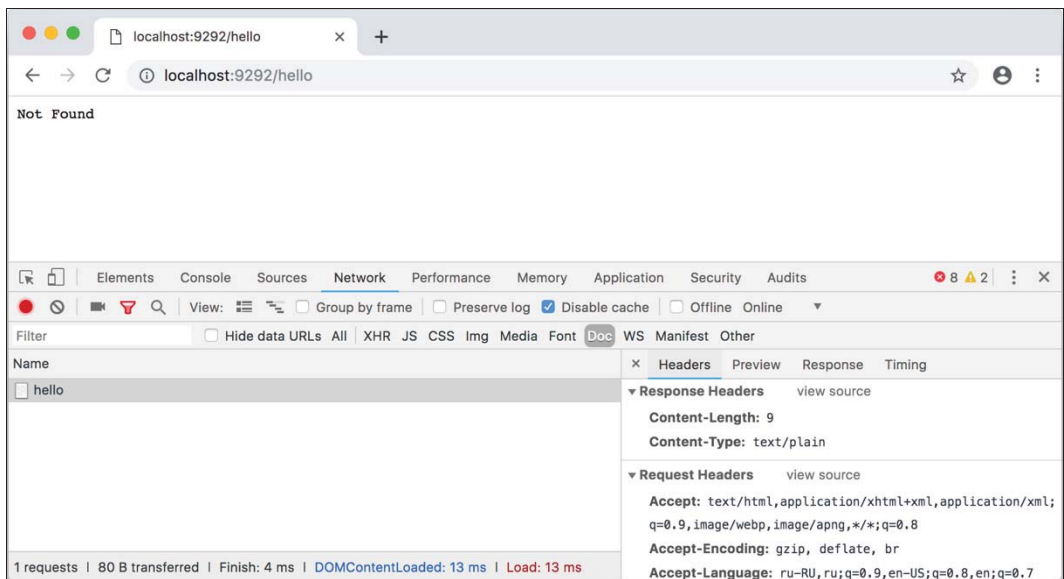 localhost:9292/hello
localhost:9292/hello
Not Found
Elements Console Sources Network Performance Memory Application Security Audits 8 2
View: Group by frame Preserve log Disable cache Offline Online
Filter Hide data URLs All XHR JS CSS Img Media Font Doc WS Manifest Other
Name
Headers Preview Response Timing
hello
Response Headers view source
Content-Length: 9
Content-Type: text/plain
Request Headers view source
Accept: text/html,application/xhtml+xml,application/xml;
q=0.9,image/webp,image/apng,*/*;q=0.8
Accept-Encoding: gzip, deflate, br
Accept-Language: ru-RU,ru;q=0.9,en-US;q=0.8,en;q=0.7
1 requests | 80 B transferred | Finish: 4 ms | DOMContentLoaded: 13 ms | Load: 13 ms